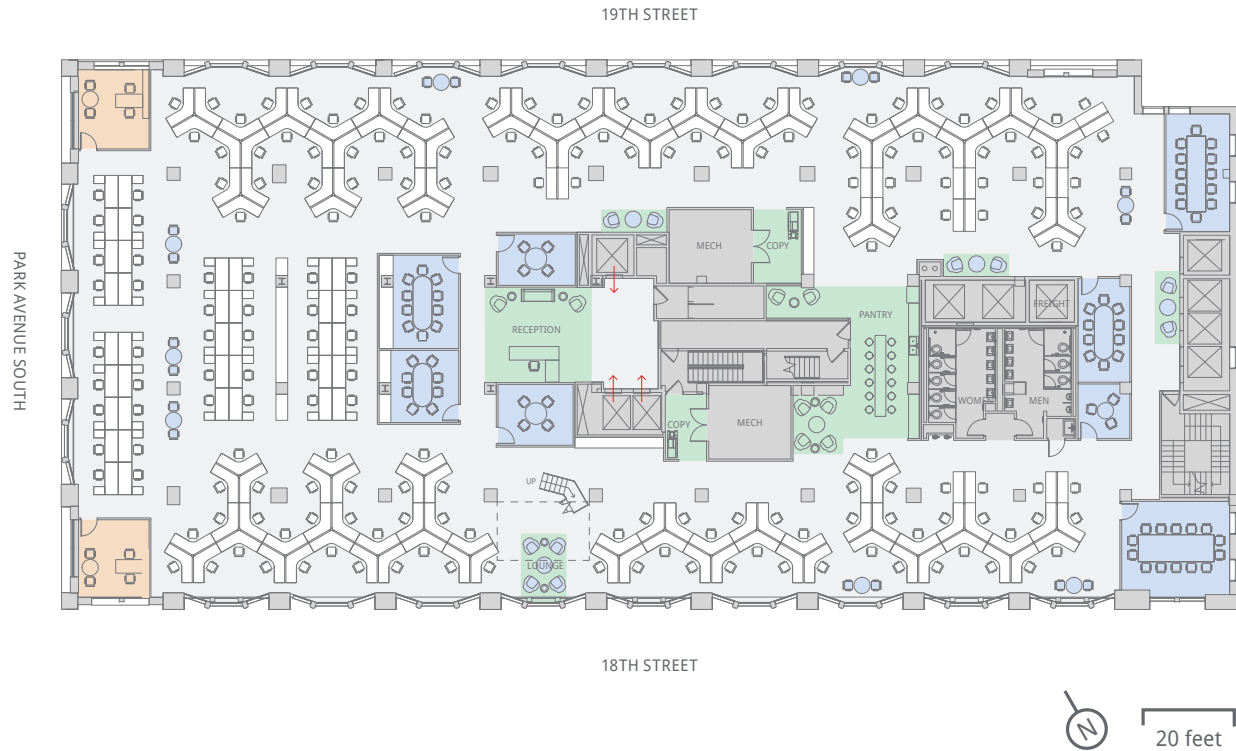 19TH STREET
PARK AVENUE SOUTH
MECH
COPY
RECEPTION
PANTRY
FREIGHT
WOMEN
MEN
COPY
MECH
UP
LOUNGE
18TH STREET
N
20 feet